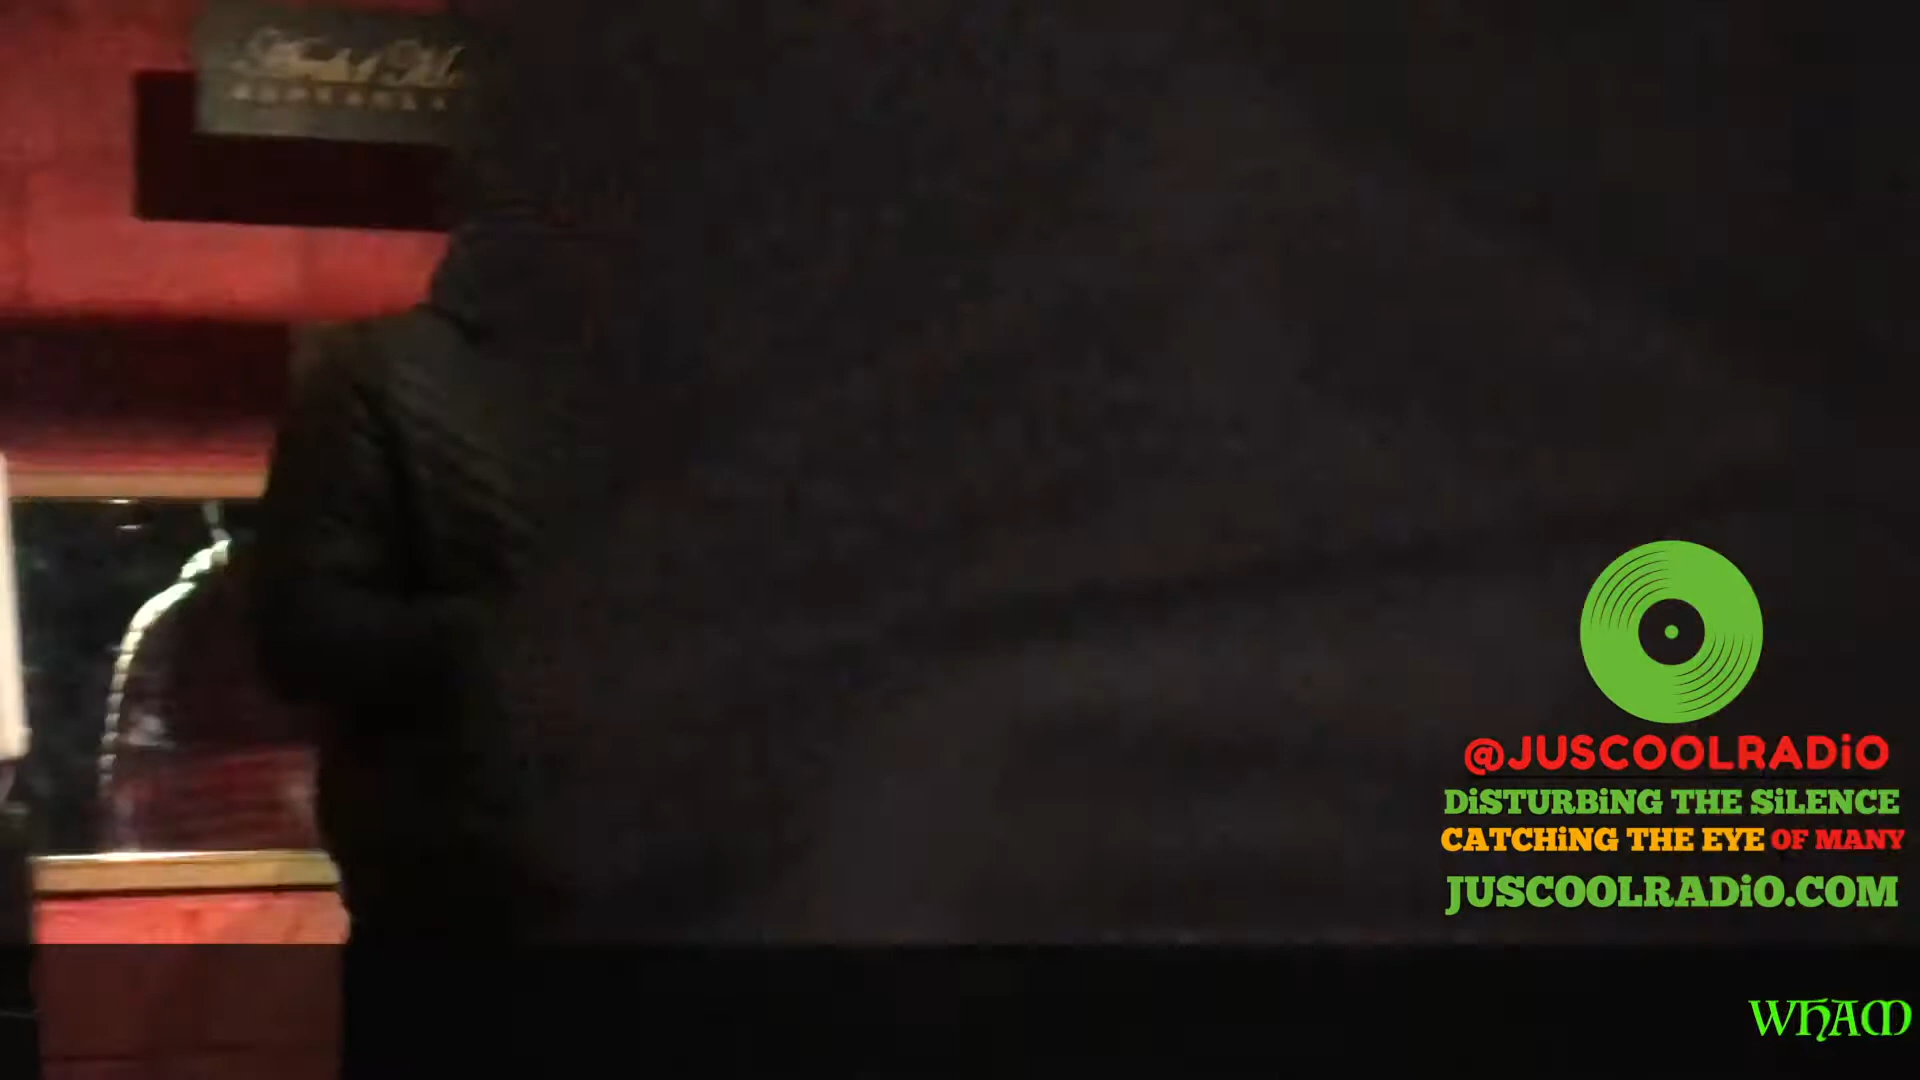 @JUSCOOLRADiO
DiSTURBiNG THE SiLENCE
CATCHiNG THE EYE OF MANY
JUSCOOLRADiO.COM
WHAM